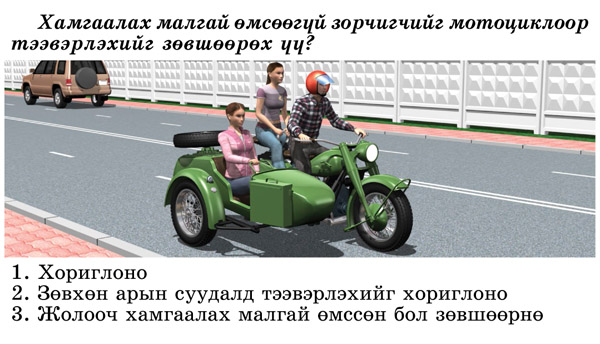 Хамгаалах малгай өмсөөгүй зорчигчийг мотоциклоор
тээвэрлэхийг зөвшөөрөх үү?
1. Хориглоно
2. Зөвхөн арын суудалд тээвэрлэхийг хориглоно
3. Жолооч хамгаалах малгай өмссөн бол зөвшөөрнө